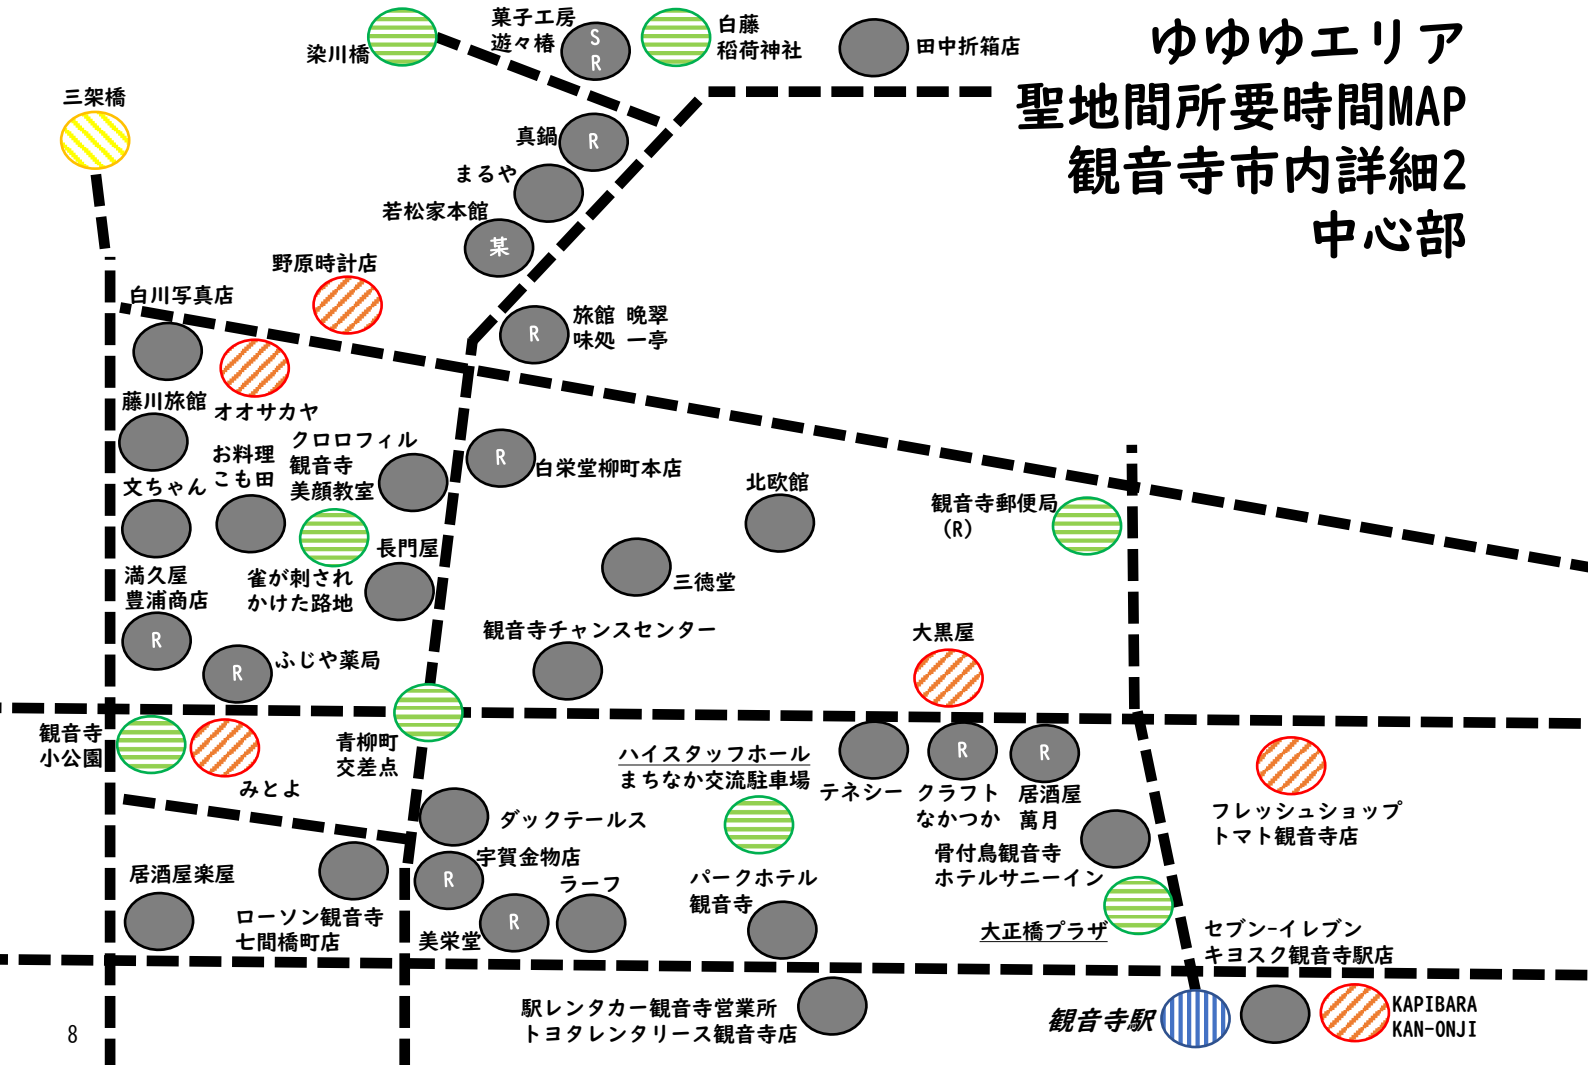 ゆゆゆエリア
聖地間所要時間MAP
観音寺市内詳細2
中心部
染川橋
菓子工房
遊々椿
S
R
白藤
稲荷神社
田中折箱店
三架橋
真鍋
R
まるや
若松家本館
某
野原時計店
白川写真店
旅館 晩翠
味処 一亭
R
藤川旅館
オオサカヤ
お料理
こも田
クロロフィル
観音寺
美顔教室
R
白栄堂柳町本店
文ちゃん
北欧館
観音寺郵便局
(R)
長門屋
雀が刺され
かけた路地
満久屋
豊浦商店
R
三徳堂
ふじや薬局
R
観音寺チャンスセンター
大黒屋
観音寺
小公園
みとよ
青柳町
交差点
ハイスタッフホール
まちなか交流駐車場
テネシー
R
クラフト
なかつか
R
居酒屋
萬月
フレッシュショップ
トマト観音寺店
ダックテールス
宇賀金物店
R
骨付鳥観音寺
ホテルサニーイン
居酒屋楽屋
ローソン観音寺
七間橋町店
美栄堂
R
ラーフ
パークホテル
観音寺
大正橋プラザ
セブン-イレブン
キヨスク観音寺駅店
駅レンタカー観音寺営業所
トヨタレンタリース観音寺店
観音寺駅
KAPIBARA
KAN-ONJI
8